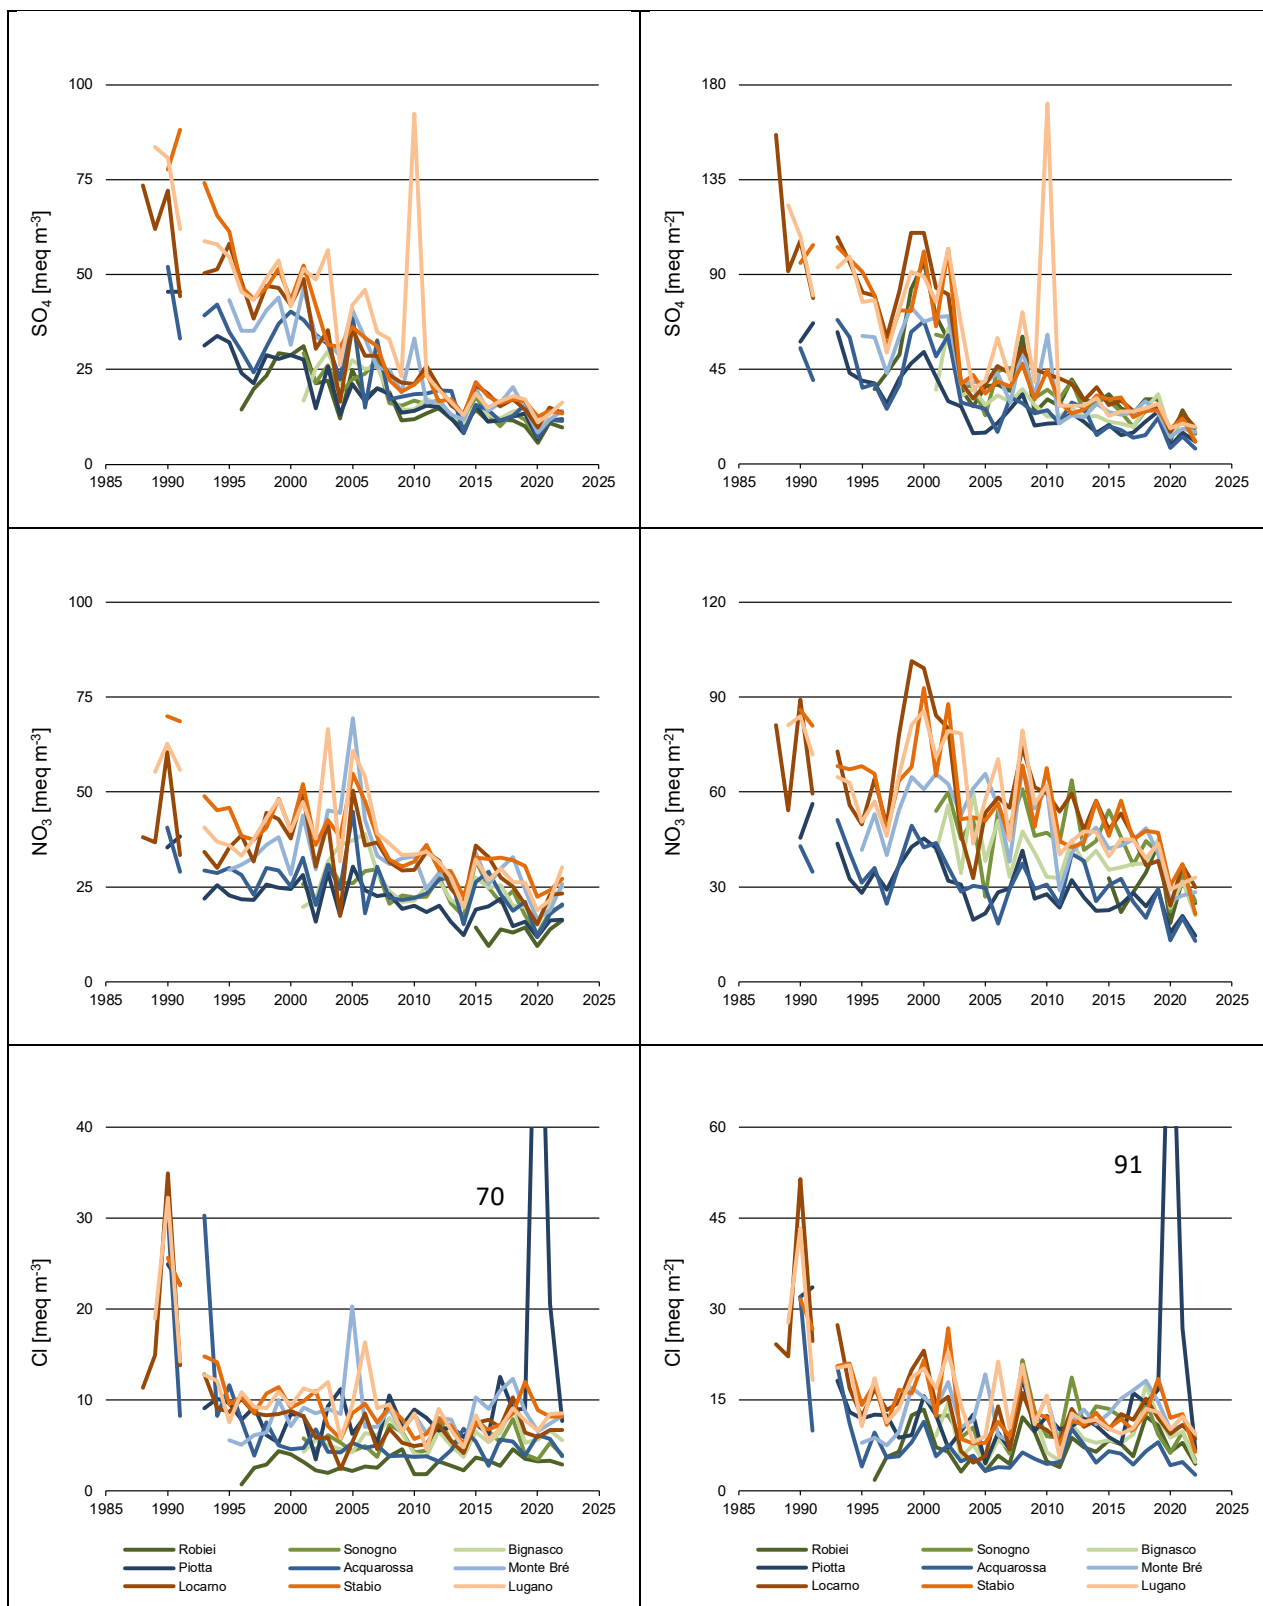 100
75
50
25
0
SO4 [meq m-3]
1985 1990 1995 2000 2005 2010 2015 2020 2025
180
135
90
45
0
SO4 [meq m-2]
1985 1990 1995 2000 2005 2010 2015 2020 2025
100
75
50
25
0
NO3 [meq m-3]
1985 1990 1995 2000 2005 2010 2015 2020 2025
120
90
60
30
0
NO3 [meq m-2]
1985 1990 1995 2000 2005 2010 2015 2020 2025
40
30
20
10
0
Cl [meq m-3]
70
1985 1990 1995 2000 2005 2010 2015 2020 2025
Robiei Sonogno Bignasco
Piotta Acquarossa Monte Bré
Locarno Stabio Lugano
60
45
30
15
0
Cl [meq m-2]
91
1985 1990 1995 2000 2005 2010 2015 2020 2025
Robiei Sonogno Bignasco
Piotta Acquarossa Monte Bré
Locarno Stabio Lugano